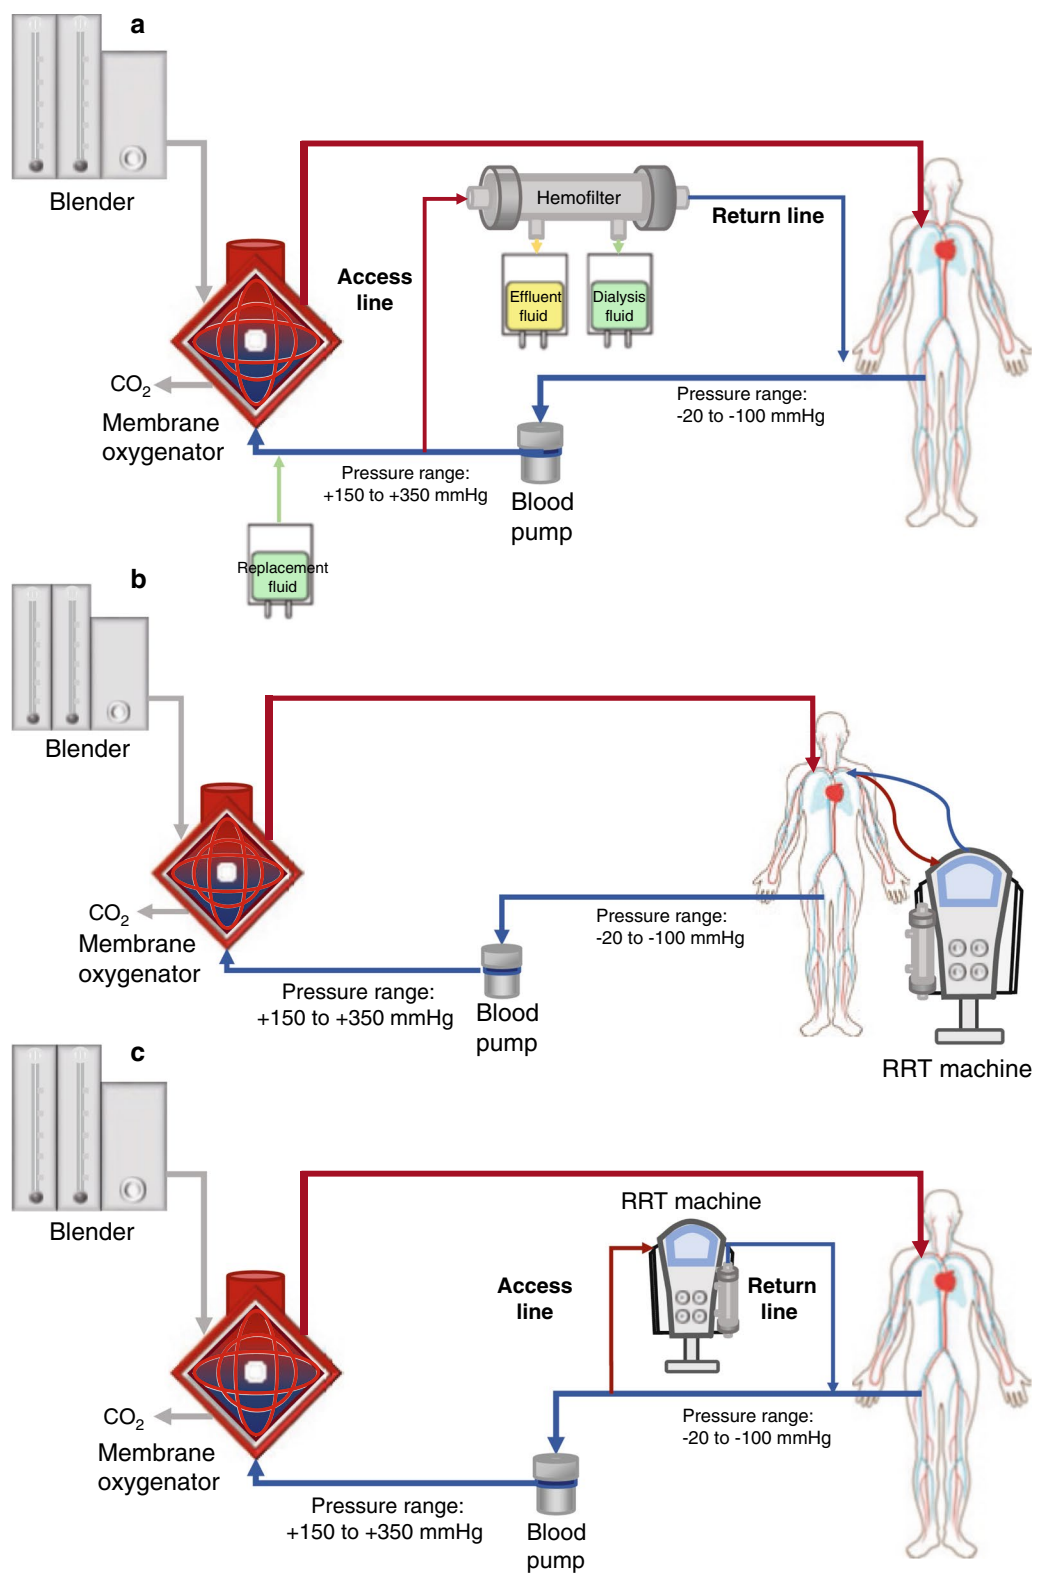 a
Blender
Hemofilter
Return line
Access
line
Effluent
fluid
Dialysis
fluid
CO2
Membrane
oxygenator
Pressure range:
-20 to -100 mmHg
Pressure range:
+150 to +350 mmHg
Blood
pump
Replacement
fluid
b
Blender
CO2
Membrane
oxygenator
Pressure range:
-20 to -100 mmHg
Pressure range:
+150 to +350 mmHg
Blood
pump
RRT machine
c
Blender
RRT machine
Access
line
Return
line
CO2
Membrane
oxygenator
Pressure range:
-20 to -100 mmHg
Pressure range:
+150 to +350 mmHg
Blood
pump